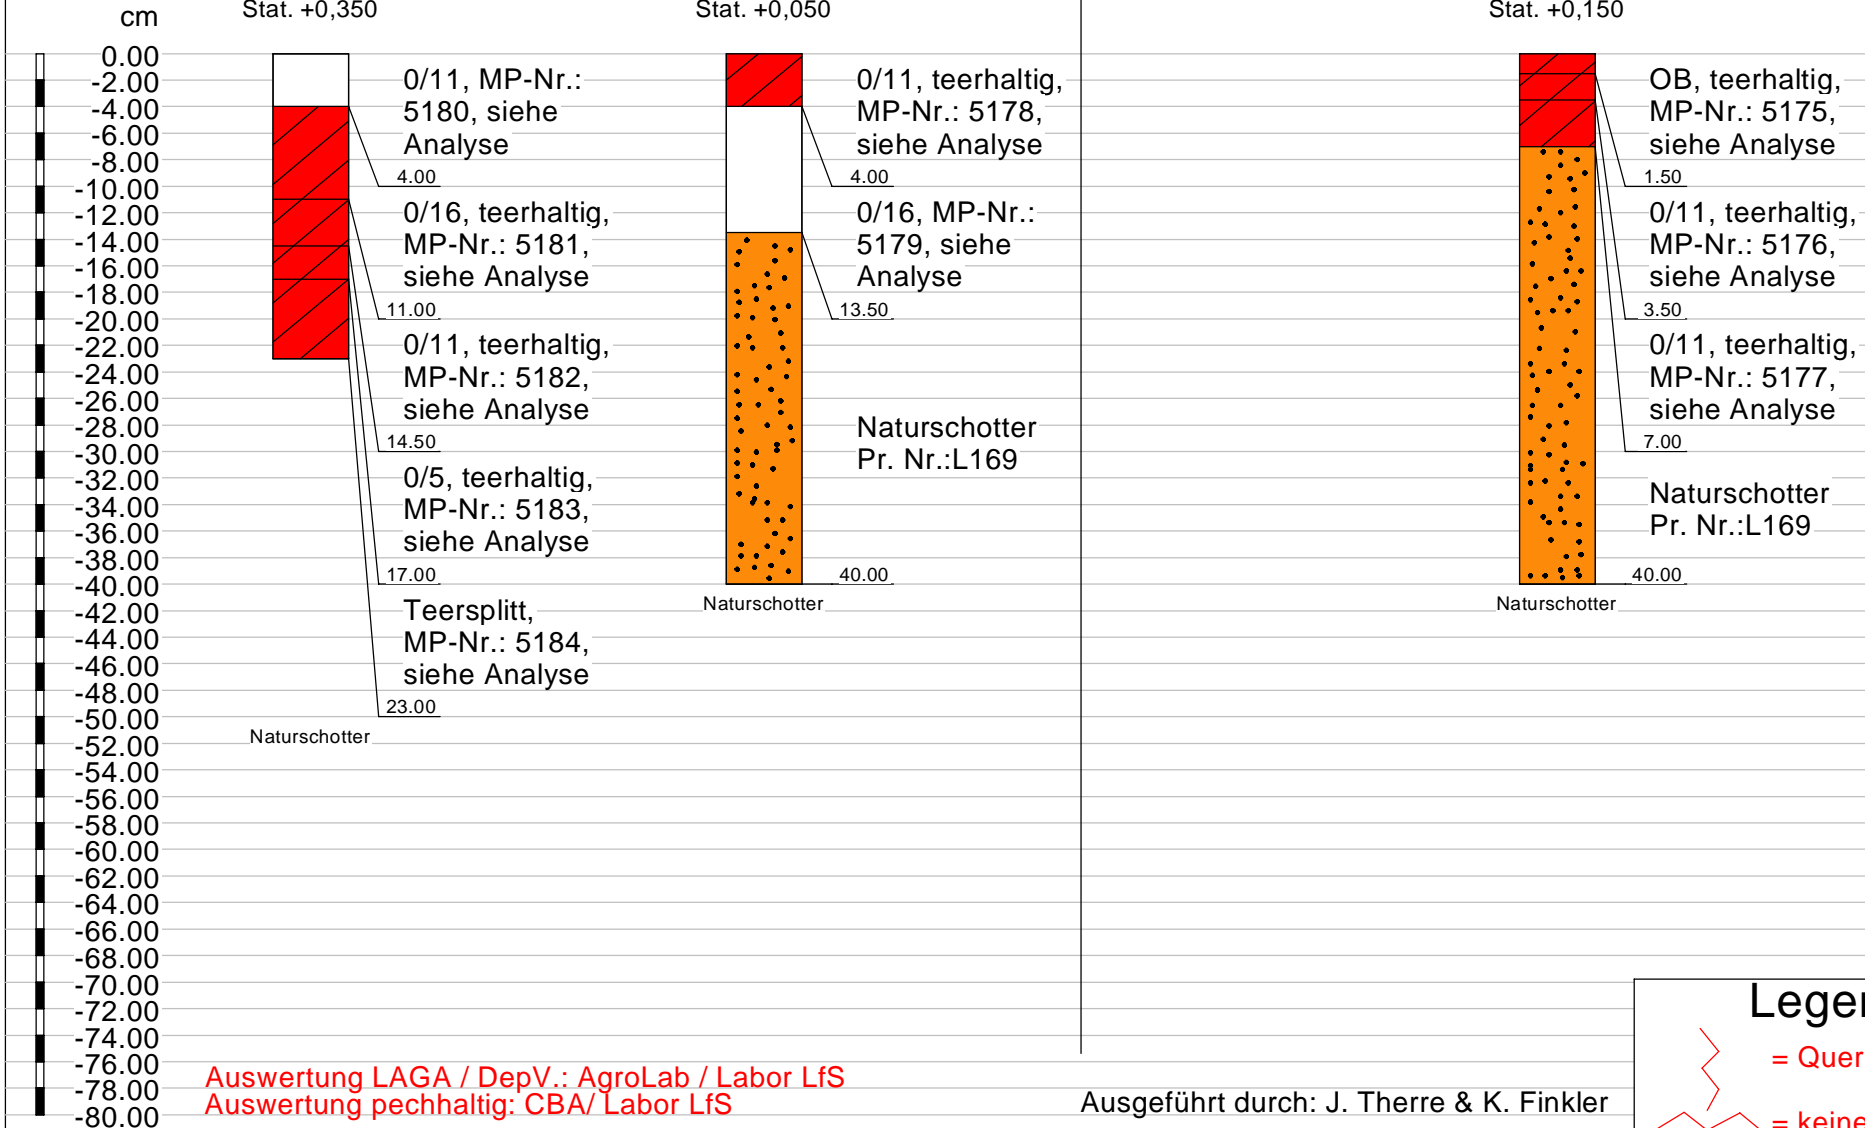 cm
Stat. +0,350
Stat. +0,050
Stat. +0,150
0.00
-2.00
-4.00
-6.00
-8.00
-10.00
-12.00
-14.00
-16.00
-18.00
-20.00
-22.00
-24.00
-26.00
-28.00
-30.00
-32.00
-34.00
-36.00
-38.00
-40.00
-42.00
-44.00
-46.00
-48.00
-50.00
-52.00
-54.00
-56.00
-58.00
-60.00
-62.00
-64.00
-66.00
-68.00
-70.00
-72.00
-74.00
-76.00
-78.00
-80.00
0/11, MP-Nr.:
5180, siehe
Analyse
4.00
0/16, teerhaltig,
MP-Nr.: 5181,
siehe Analyse
11.00
0/11, teerhaltig,
MP-Nr.: 5182,
siehe Analyse
14.50
0/5, teerhaltig,
MP-Nr.: 5183,
siehe Analyse
17.00
Teersplitt,
MP-Nr.: 5184,
siehe Analyse
23.00
Naturschotter
0/11, teerhaltig,
MP-Nr.: 5178,
siehe Analyse
4.00
0/16, MP-Nr.:
5179, siehe
Analyse
13.50
Naturschotter
Pr. Nr.:L169
40.00
Naturschotter
OB, teerhaltig,
MP-Nr.: 5175,
siehe Analyse
1.50
0/11, teerhaltig,
MP-Nr.: 5176,
siehe Analyse
3.50
0/11, teerhaltig,
MP-Nr.: 5177,
siehe Analyse
7.00
Naturschotter
Pr. Nr.:L169
40.00
Naturschotter
Auswertung LAGA / DepV.: AgroLab / Labor LfS
Auswertung pechhaltig: CBA/ Labor LfS
Ausgeführt durch: J. Therre & K. Finkler
Legen
= Quer
= keine